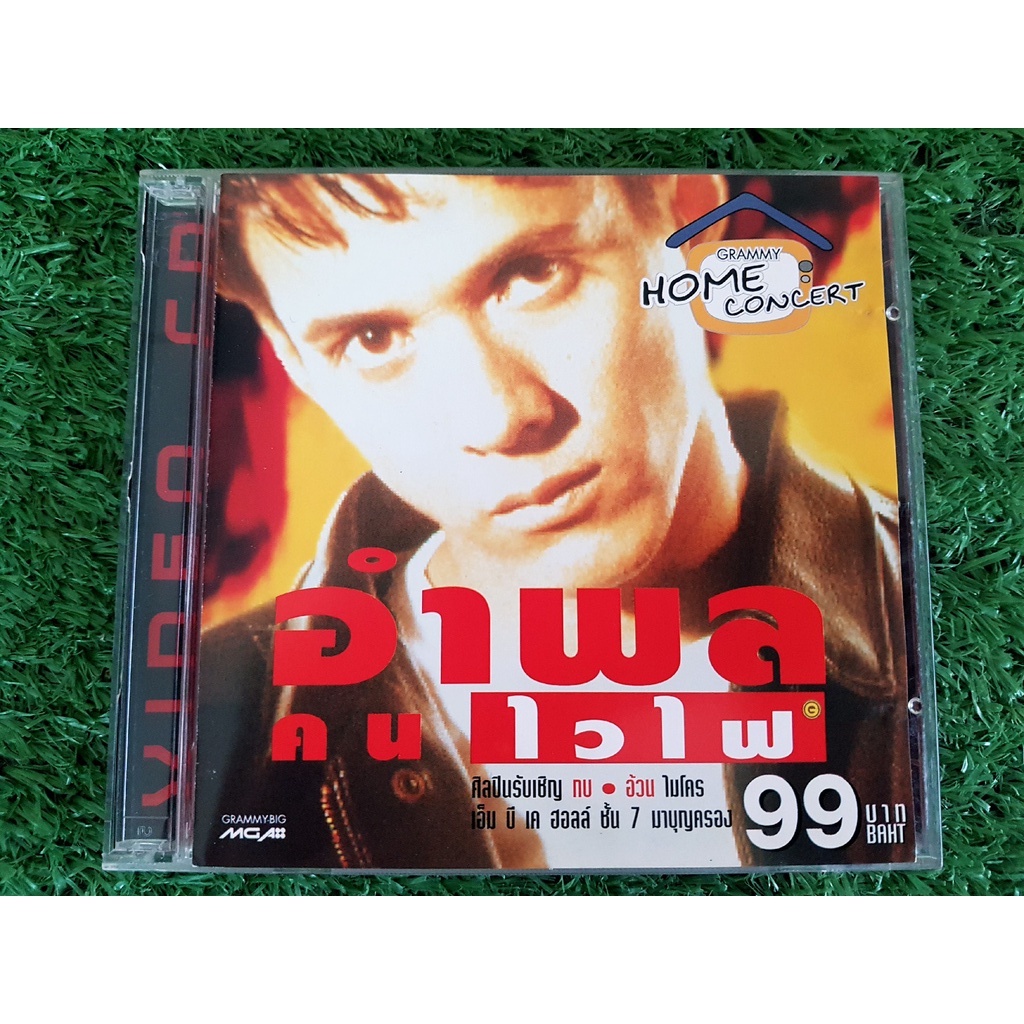 VIDEO CD
GRAMMY
HOME
CONCERT
อำพล
คน ไวไฟ
ศิลปินรับเชิญ กบ • อ้วน ไมโคร
เอ็ม บี เค ฮอลล์ ชั้น 7 มาบุญครอง
99 บาท
BAHT
GRAMMY·BIG
MGA